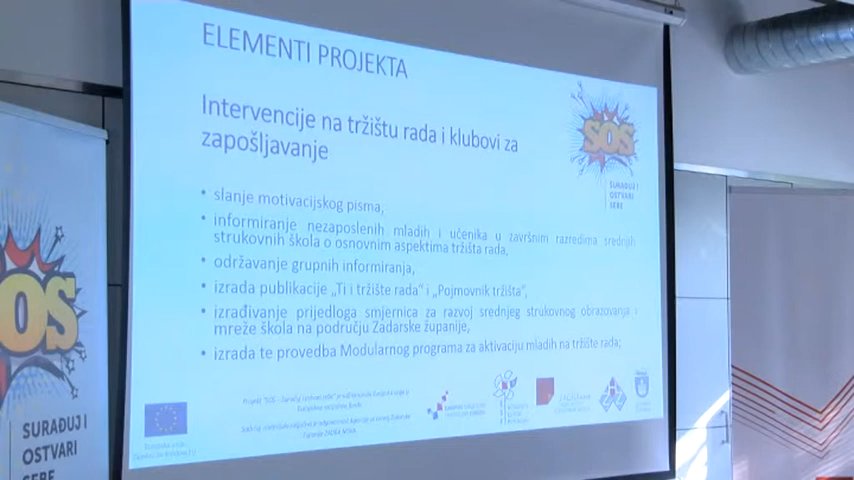 ELEMENTI PROJEKTA
Intervencije na tržištu rada i klubovi za
zapošljavanje
• slanje motivacijskog pisma,
• informiranje nezaposlenih mladih i učenika u završnim razredima srednjih
strukovnih škola o osnovnim aspektima tržišta rada,
• održavanje grupnih informiranja,
• izrada publikacije „Ti i tržište rada“ i „Pojmovnik tržišta“,
• izrađivanje prijedloga smjernica za razvoj srednjeg strukovnog obrazovanja i
mreže škola na području Zadarske županije,
• izrada te provedba Modularnog programa za aktivaciju mladih na tržište rada;
SOS
SURAĐUJ I
OSTVARI
SEBE
Europska unija
SOS
SURAĐUJ I
OSTVARI
SEBE